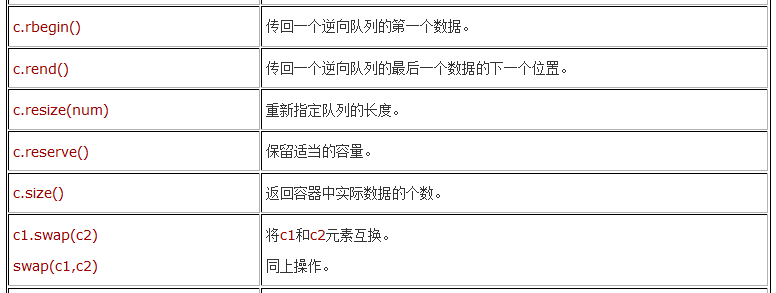 c.rbegin() 传回一个逆向队列的第一个数据。
c.rend() 传回一个逆向队列的最后一个数据的下一个位置。
c.resize(num) 重新指定队列的长度。
c.reserve() 保留适当的容量。
c.size() 返回容器中实际数据的个数。
c1.swap(c2) 将c1和c2元素互换。
swap(c1,c2) 同上操作。